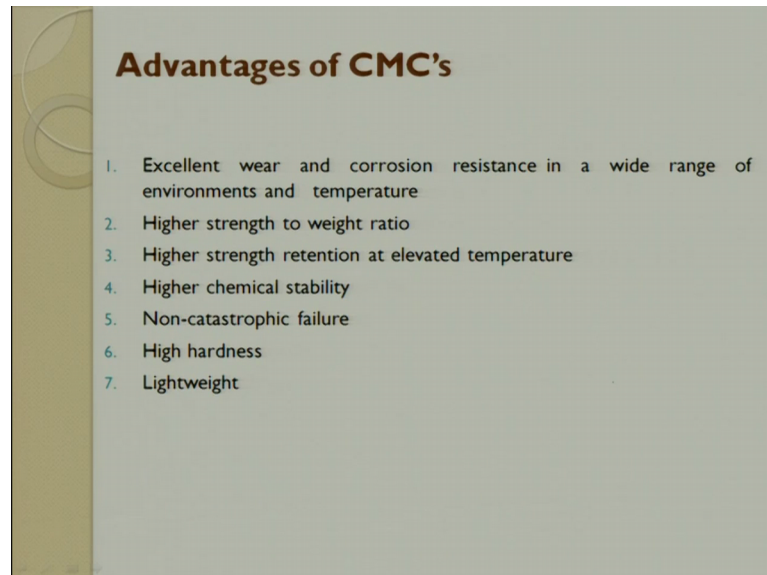 Advantages of CMC's
1. Excellent wear and corrosion resistance in a wide range of
environments and temperature
2. Higher strength to weight ratio
3. Higher strength retention at elevated temperature
4. Higher chemical stability
5. Non-catastrophic failure
6. High hardness
7. Lightweight